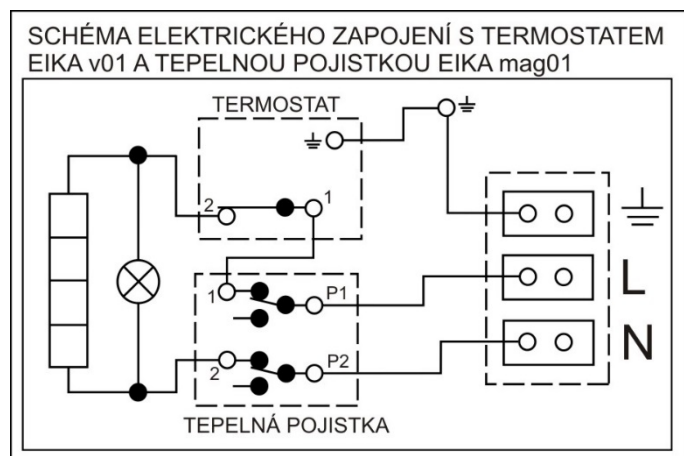 SCHÉMA ELEKTRICKÉHO ZAPOJENÍ S TERMOSTATEM
EIKA v01 A TEPELNOU POJISTKOU EIKA mag01
TERMOSTAT
2
1
1
P1
L
2
P2
N
TEPELNÁ POJISTKA